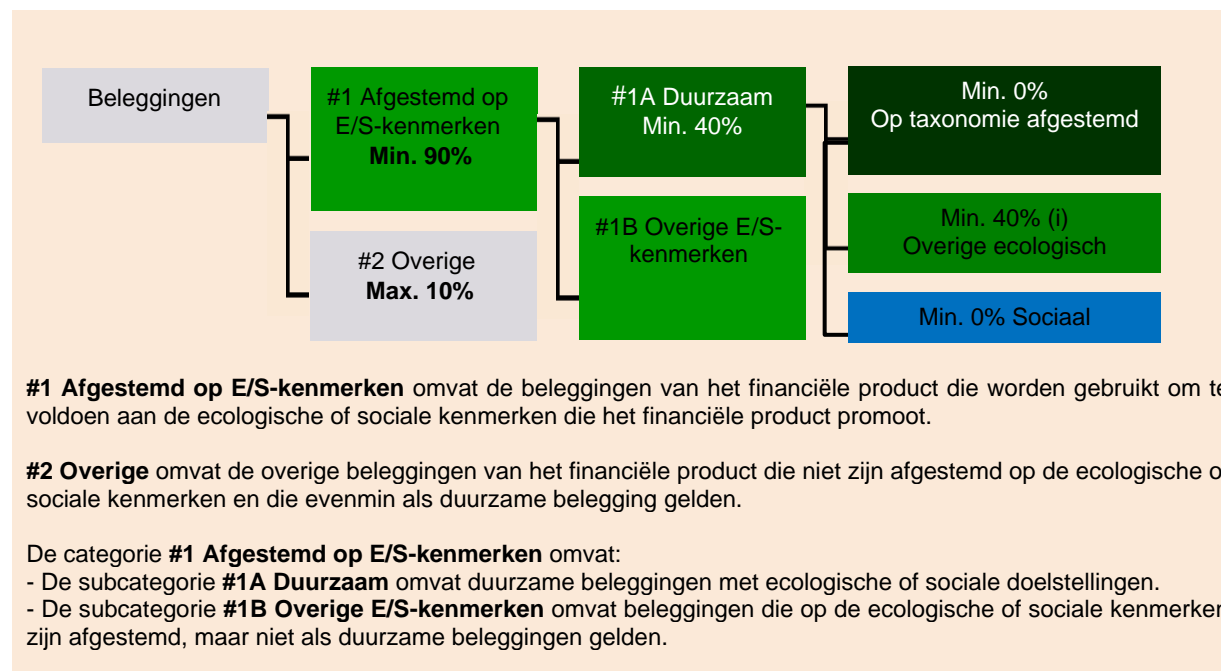 Beleggingen
#1 Afgestemd op
E/S-kenmerken
Min. 90%
#2 Overige
Max. 10%
#1A Duurzaam
Min. 40%
#1B Overige E/S-
kenmerken
Min. 0%
Op taxonomie afgestemd
Min. 40% (i)
Overige ecologisch
Min. 0% Sociaal
#1 Afgestemd op E/S-kenmerken omvat de beleggingen van het financiële product die worden gebruikt om te
voldoen aan de ecologische of sociale kenmerken die het financiële product promoot.
#2 Overige omvat de overige beleggingen van het financiële product die niet zijn afgestemd op de ecologische o
sociale kenmerken en die evenmin als duurzame belegging gelden.
De categorie #1 Afgestemd op E/S-kenmerken omvat:
- De subcategorie #1A Duurzaam omvat duurzame beleggingen met ecologische of sociale doelstellingen.
- De subcategorie #1B Overige E/S-kenmerken omvat beleggingen die op de ecologische of sociale kenmerken
zijn afgestemd, maar niet als duurzame beleggingen gelden.